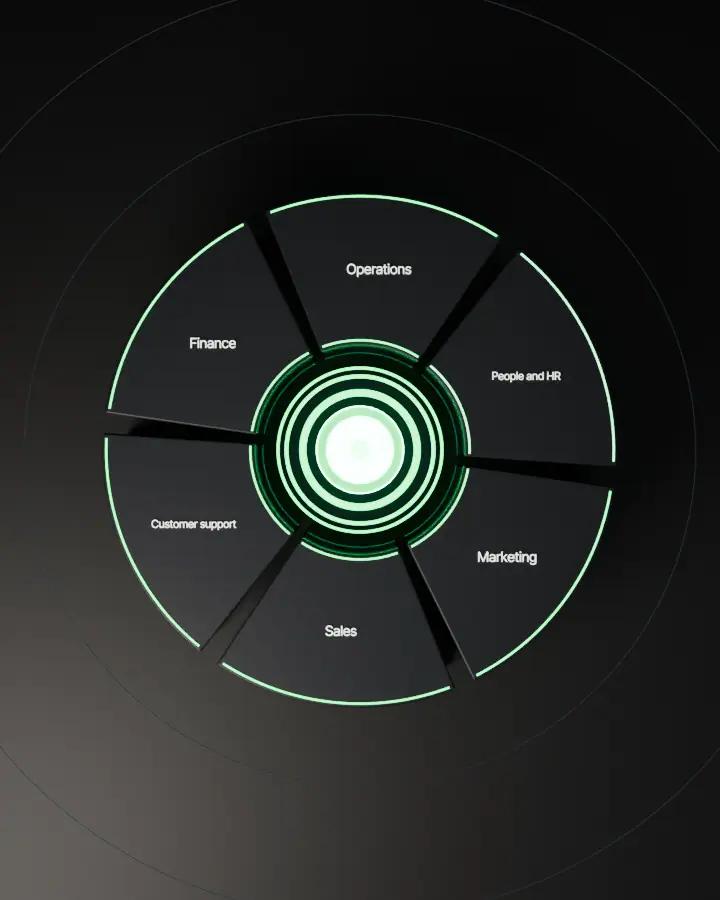 Operations
Finance
People and HR
Customer support
Marketing
Sales